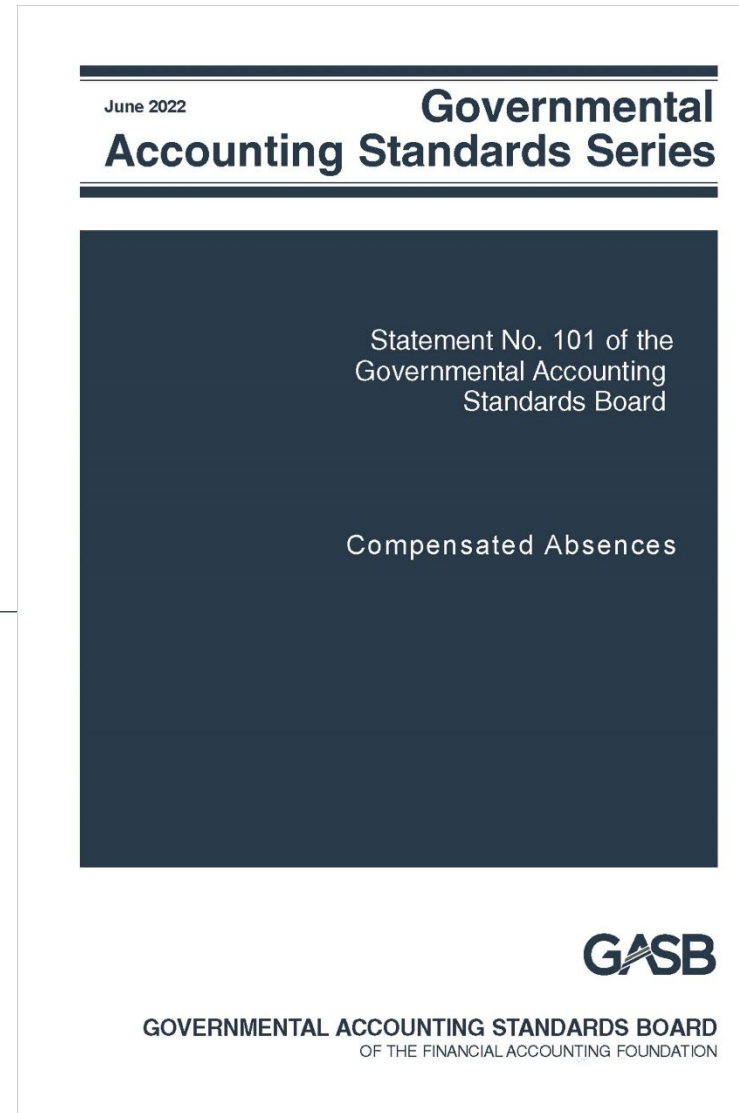 June 2022
Governmental
Accounting Standards Series
Statement No. 101 of the
Governmental Accounting
Standards Board
Compensated Absences
GASB
GOVERNMENTAL ACCOUNTING STANDARDS BOARD
OF THE FINANCIAL ACCOUNTING FOUNDATION